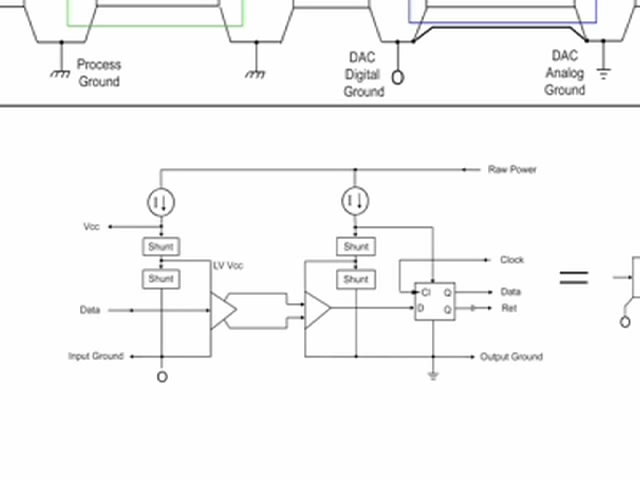 Process
Ground
DAC
Digital
Ground
DAC
Analog
Ground
Raw Power
I
I
Vcc
Shunt
Shunt
LV Vcc
Clock
Shunt
Shunt
Cl Q
Data
Data
D Q
Ret
Input Ground
Output Ground